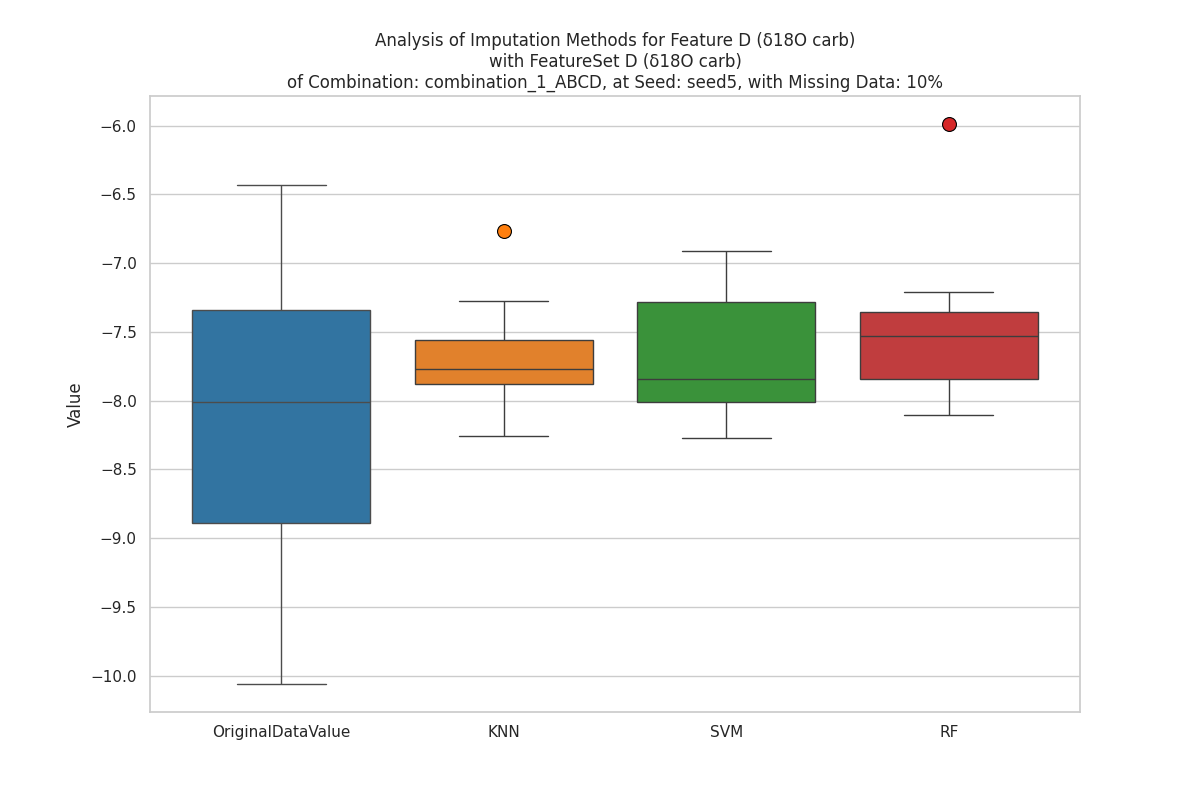 Analysis of Imputation Methods for Feature D (δ18O carb)
with FeatureSet D (δ18O carb)
of Combination: combination_1_ABCD, at Seed: seed5, with Missing Data: 10%
−6.0
−6.5
−7.0
−7.5
−8.0
−8.5
−9.0
−9.5
−10.0
Value
OriginalDataValue
KNN
SVM
RF